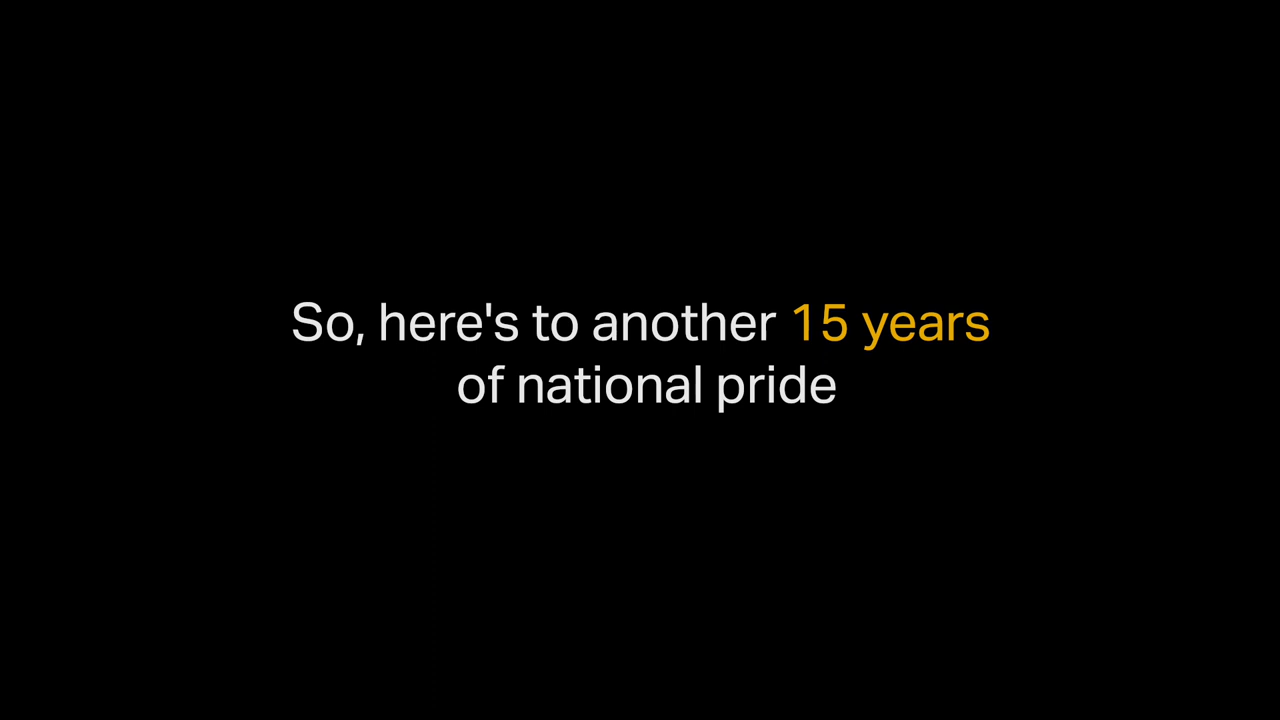 So, here's to another 15 years
of national pride